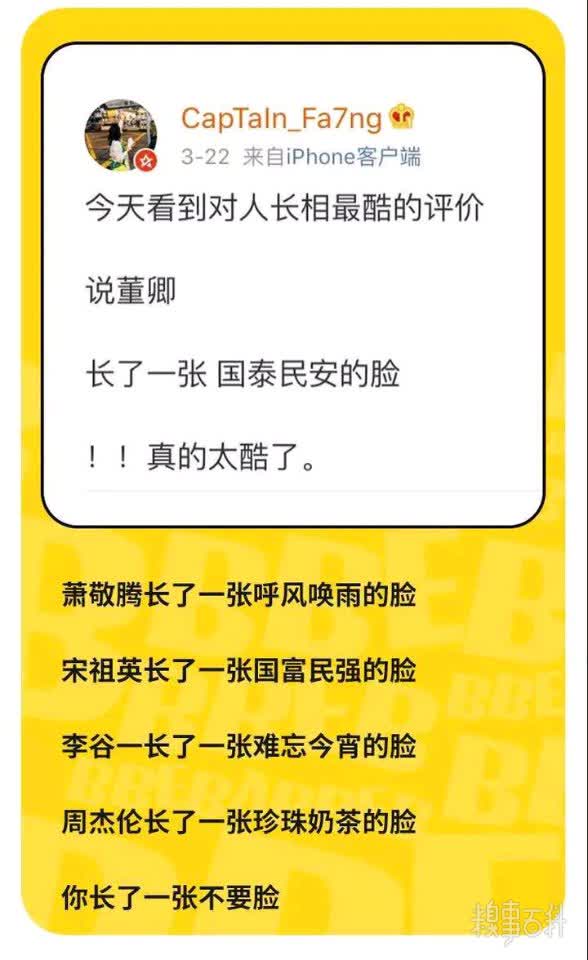 CapTaIn_Fa7ng
3-22 来自iPhone客户端
今天看到对人长相最酷的评价
说董卿
长了一张 国泰民安的脸
！！真的太酷了。
萧敬腾长了一张呼风唤雨的脸
宋祖英长了一张国富民强的脸
李谷一长了一张难忘今宵的脸
周杰伦长了一张珍珠奶茶的脸
你长了一张不要脸
糗事百科